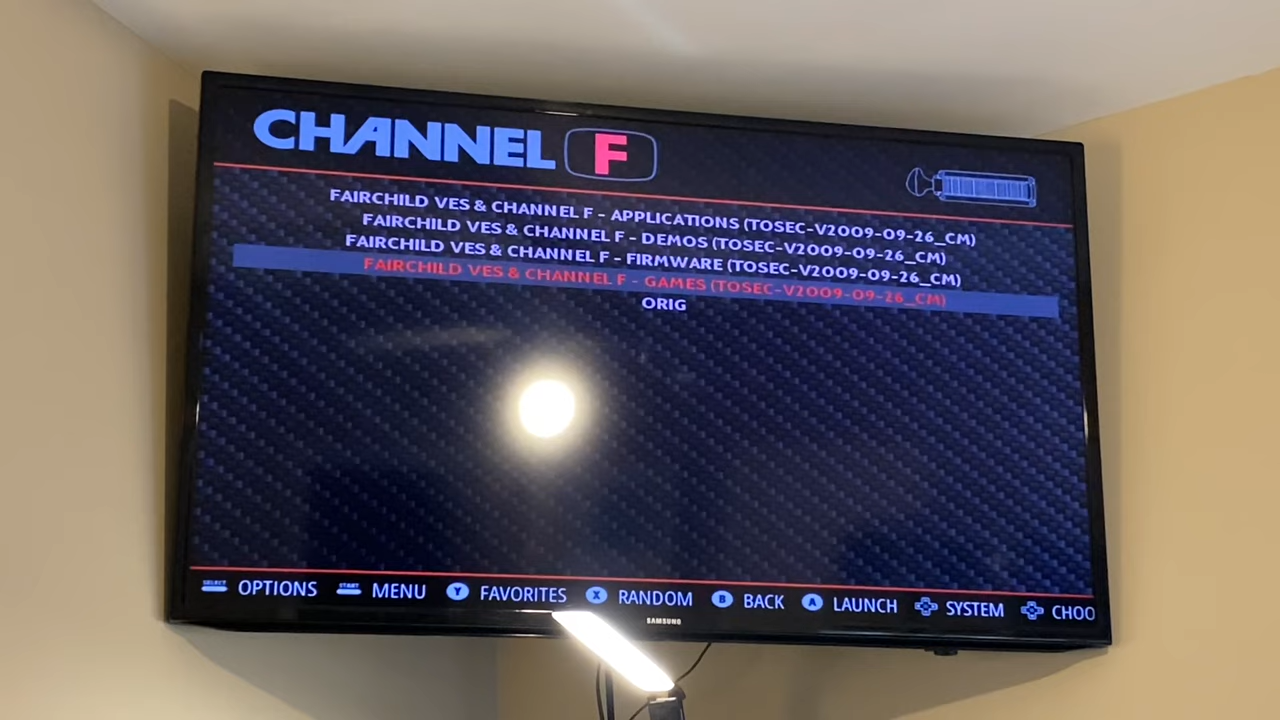 CHANNEL F
FAIRCHILD VES & CHANNEL F - APPLICATIONS (TOSEC-V2009-09-26_CM)
FAIRCHILD VES & CHANNEL F - DEMOS (TOSEC-V2009-09-26_CM)
FAIRCHILD VES & CHANNEL F - FIRMWARE (TOSEC-V2009-09-26_CM)
FAIRCHILD VES & CHANNEL F - GAMES (TOSEC-V2009-09-26_CM)
ORIG
SELECT OPTIONS START MENU Y FAVORITES X RANDOM B BACK A LAUNCH SYSTEM CHOO
SAMSUNG